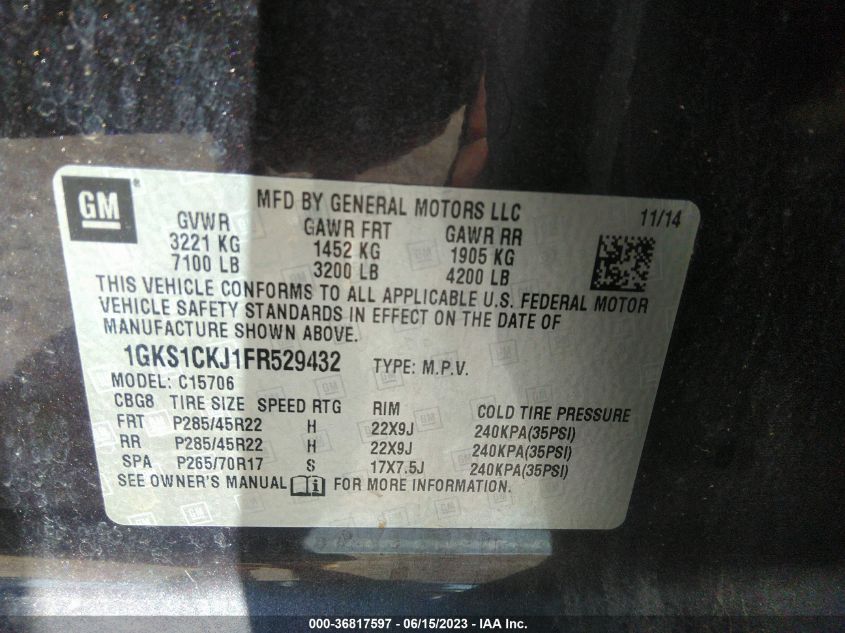 GM ®
MFD BY GENERAL MOTORS LLC 11/14
GVWR GAWR FRT GAWR RR
3221 KG 1452 KG 1905 KG
7100 LB 3200 LB 4200 LB
THIS VEHICLE CONFORMS TO ALL APPLICABLE U.S. FEDERAL MOTOR
VEHICLE SAFETY STANDARDS IN EFFECT ON THE DATE OF
MANUFACTURE SHOWN ABOVE.
1GKS1CKJ1FR529432 TYPE: M.P.V.
MODEL: C15706
CBG8 TIRE SIZE SPEED RTG RIM COLD TIRE PRESSURE
FRT P285/45R22 H 22X9J 240KPA(35PSI)
RR P285/45R22 H 22X9J 240KPA(35PSI)
SPA P265/70R17 S 17X7.5J 240KPA(35PSI)
SEE OWNER'S MANUAL FOR MORE INFORMATION.
000-36817597 - 06/15/2023 - IAA Inc.